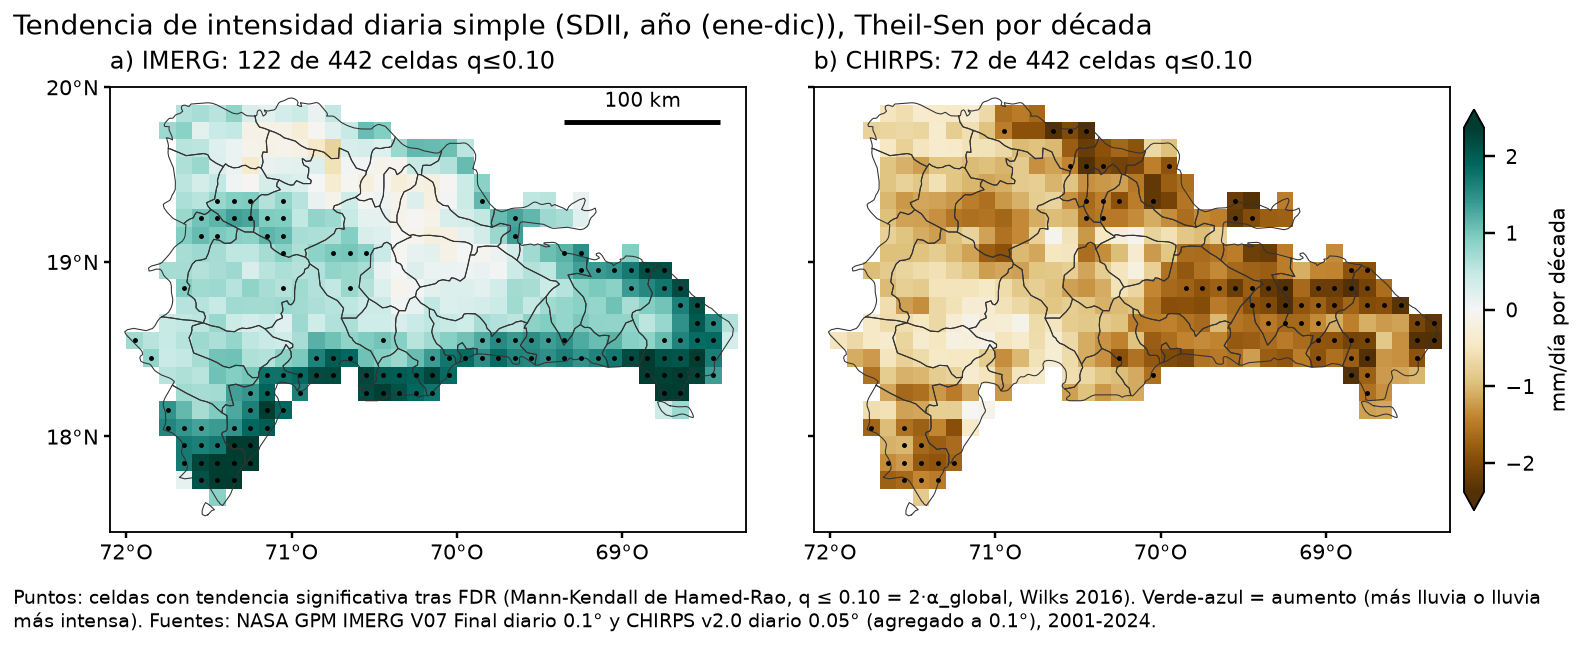 Tendencia de intensidad diaria simple (SDII, año (ene-dic)), Theil-Sen por década
a) IMERG: 122 de 442 celdas q≤0.10
b) CHIRPS: 72 de 442 celdas q≤0.10
100 km
20°N
19°N
18°N
72°O
71°O
70°O
69°O
72°O
71°O
70°O
69°O
2
1
0
−1
−2
mm/día por década
Puntos: celdas con tendencia significativa tras FDR (Mann-Kendall de Hamed-Rao, q ≤ 0.10 = 2·α_global, Wilks 2016). Verde-azul = aumento (más lluvia o lluvia
más intensa). Fuentes: NASA GPM IMERG V07 Final diario 0.1° y CHIRPS v2.0 diario 0.05° (agregado a 0.1°), 2001-2024.